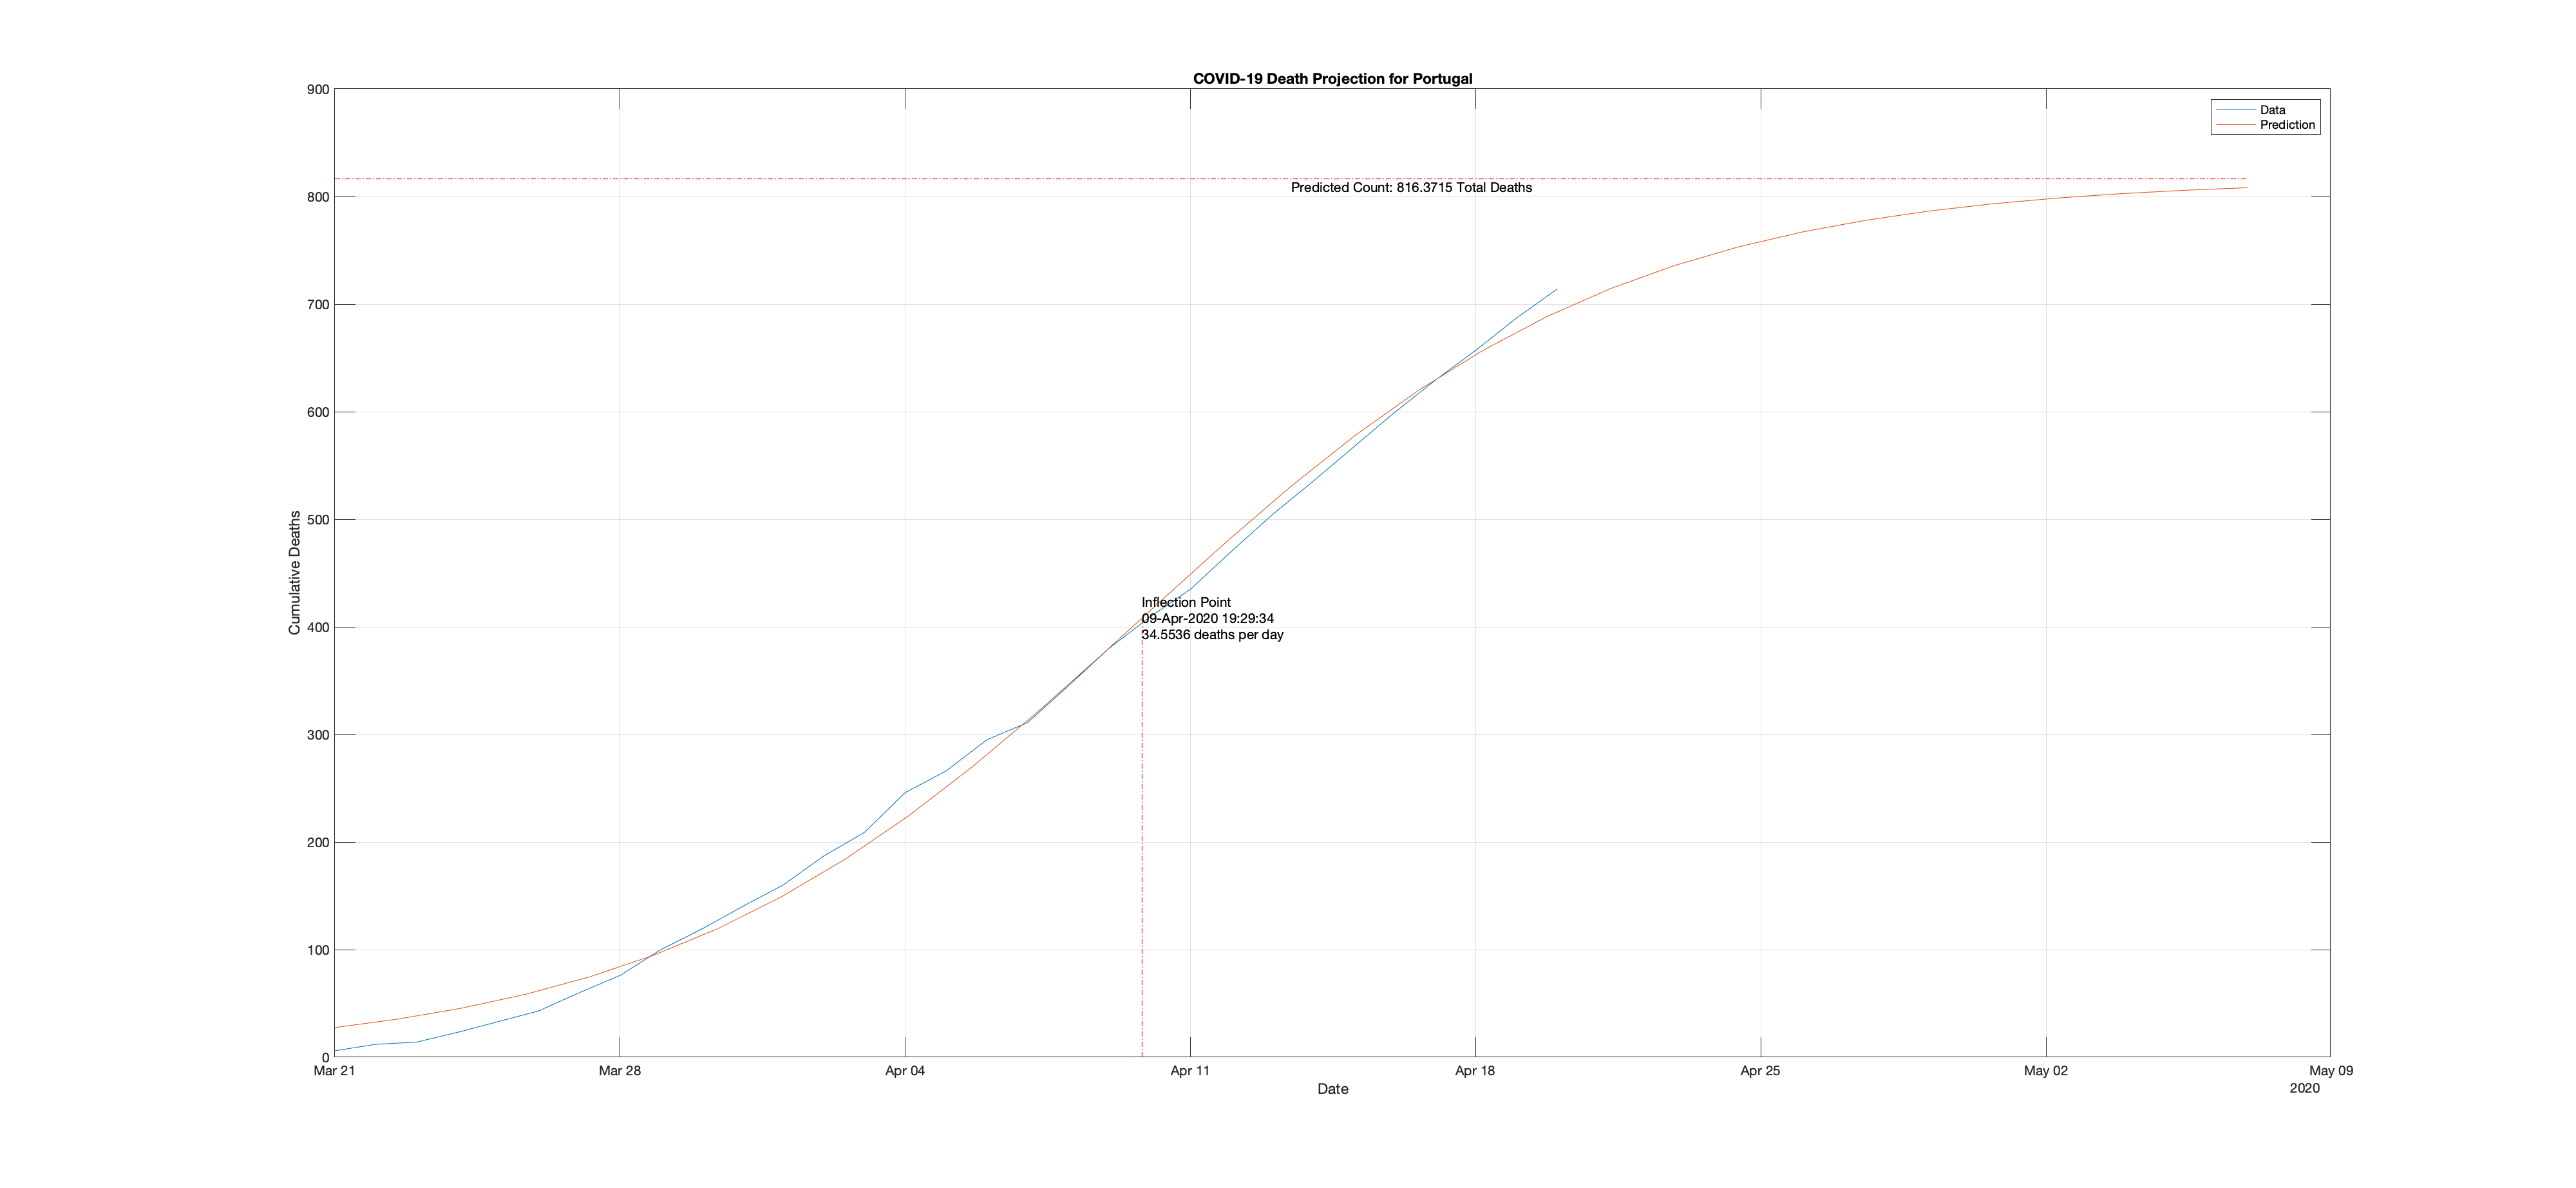 COVID-19 Death Projection for Portugal
900
800
700
600
500
400
300
200
100
0
Cumulative Deaths
Data
Prediction
Predicted Count: 816.3715 Total Deaths
Inflection Point
09-Apr-2020 19:29:34
34.5536 deaths per day
Mar 21 Mar 28 Apr 04 Apr 11 Apr 18 Apr 25 May 02 May 09
Date
2020